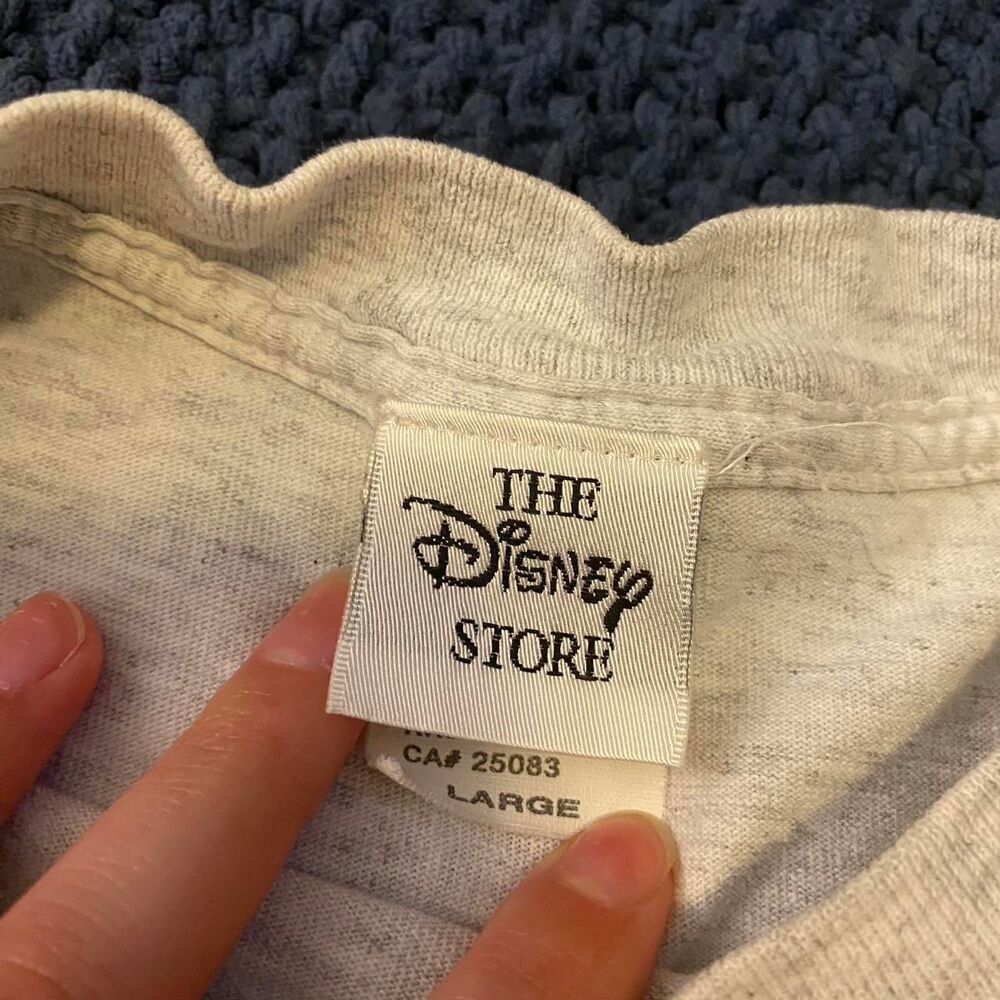 THE
Disney
STORE
CA# 25083
LARGE